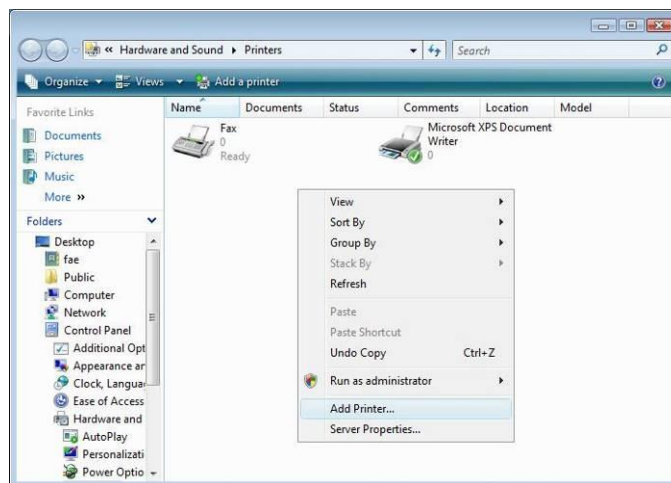 « Hardware and Sound Printers
Search
Organize Views Add a printer
Favorite Links
Documents
Pictures
Music
More »
Folders
Desktop
fae
Public
Computer
Network
Control Panel
Additional Opt
Appearance an
Clock, Languag
Ease of Access
Hardware and
AutoPlay
Personalizati
Power Optio
Name Documents Status Comments Location Model
Fax
0
Ready
Microsoft XPS Document
Writer
0
View
Sort By
Group By
Stack By
Refresh
Paste
Paste Shortcut
Undo Copy Ctrl+Z
Run as administrator
Add Printer...
Server Properties...